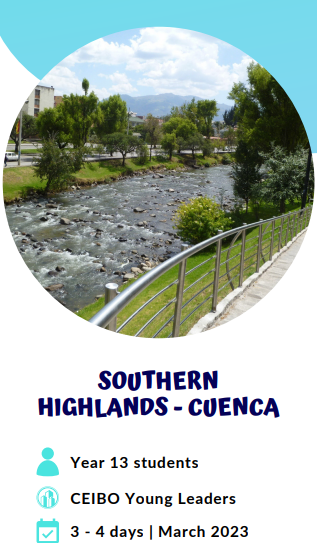 SOUTHERN
HIGHLANDS - CUENCA
Year 13 students
CEIBO Young Leaders
3 - 4 days | March 2023